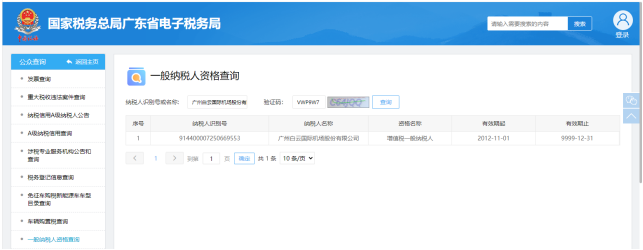 国家税务总局广东省电子税务局
请输入需要搜索的内容 搜索
登录
公众查询 返回主页
发票查询
重大税收违法案件查询
纳税信用A级纳税人公告
A级纳税信用查询
涉税专业服务机构公告和
查询
税务登记信息查询
免征车购税新能源车车型
目录查询
车辆购置税查询
一般纳税人资格查询
一般纳税人资格查询
纳税人识别号或名称: 广州白云国际机场股份有 验证码: VWP9W7 查询
序号 纳税人识别号 纳税人名称 资格名称 有效期起 有效期止
1 914400007250669553 广州白云国际机场股份有限公司 增值税一般纳税人 2012-11-01 9999-12-31
< 1 > 到第 1 页 确定 共 1 条 10 条/页